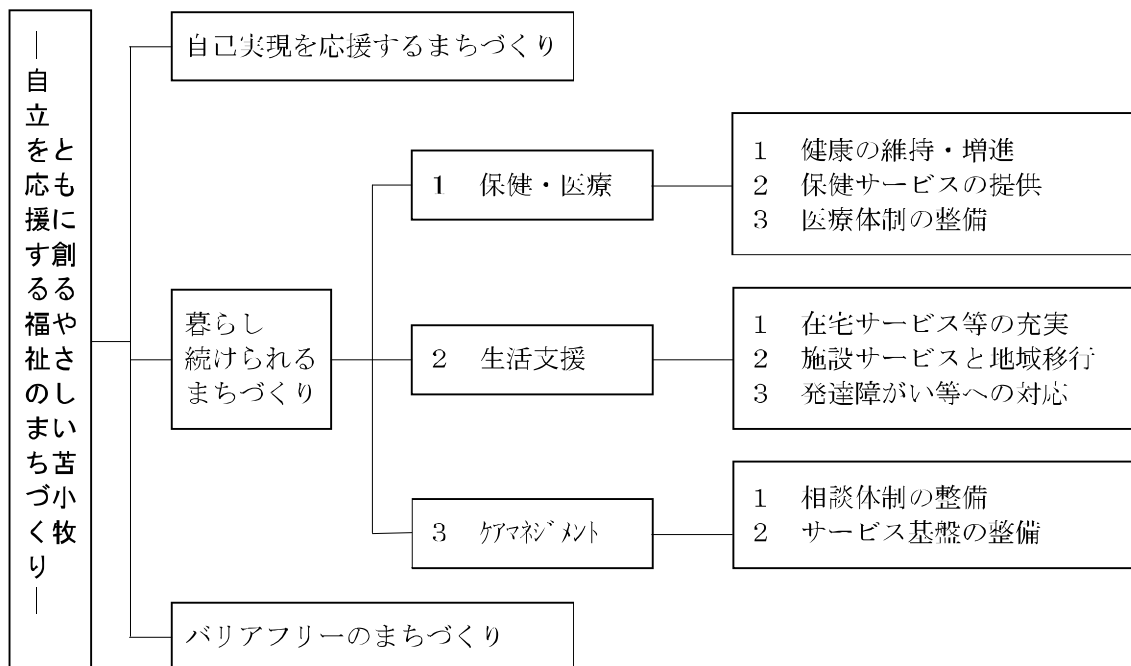 ともに創るやさしい苫小牧
―自立を応援する福祉のまちづくり―
自己実現を応援するまちづくり
暮らし
続けられる
まちづくり
1 保健・医療
1 健康の維持・増進
2 保健サービスの提供
3 医療体制の整備
2 生活支援
1 在宅サービス等の充実
2 施設サービスと地域移行
3 発達障がい等への対応
3 ケアマネジメント
1 相談体制の整備
2 サービス基盤の整備
バリアフリーのまちづくり